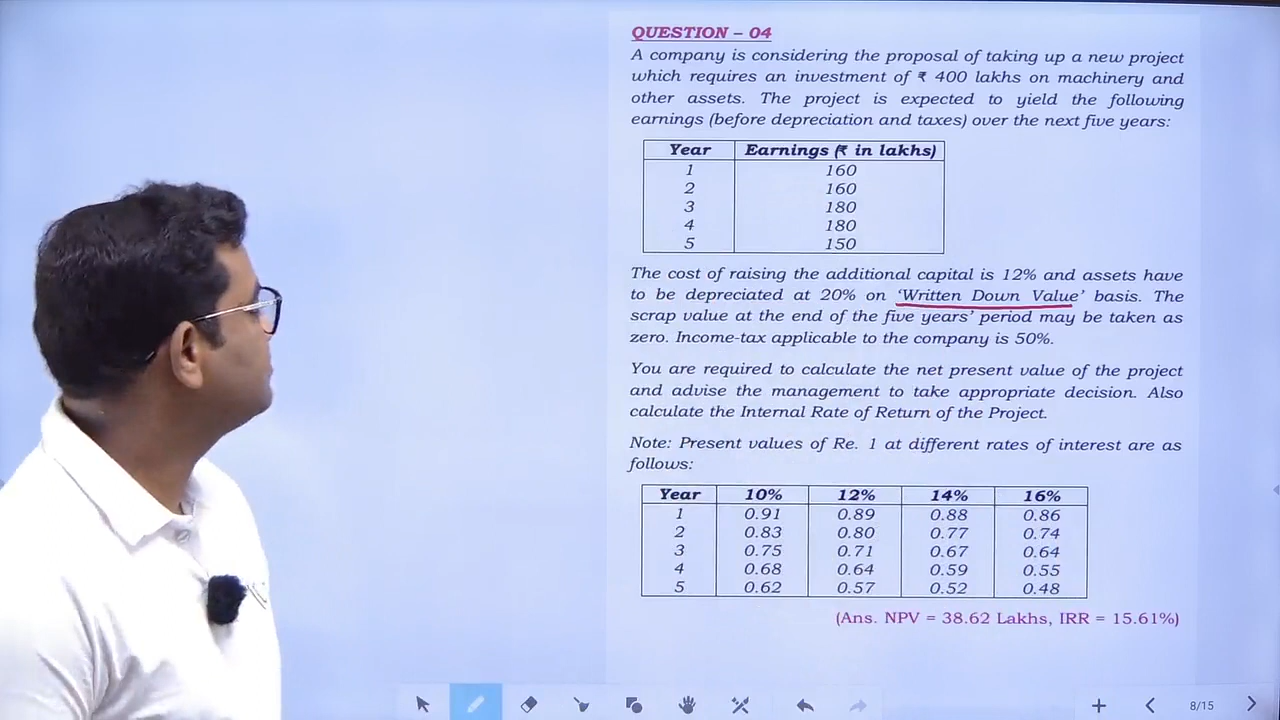 QUESTION – 04
A company is considering the proposal of taking up a new project
which requires an investment of ₹ 400 lakhs on machinery and
other assets. The project is expected to yield the following
earnings (before depreciation and taxes) over the next five years:
Year Earnings (₹ in lakhs)
1 160
2 160
3 180
4 180
5 150
The cost of raising the additional capital is 12% and assets have
to be depreciated at 20% on ‘Written Down Value’ basis. The
scrap value at the end of the five years’ period may be taken as
zero. Income-tax applicable to the company is 50%.
You are required to calculate the net present value of the project
and advise the management to take appropriate decision. Also
calculate the Internal Rate of Return of the Project.
Note: Present values of Re. 1 at different rates of interest are as
follows:
Year 10% 12% 14% 16%
1 0.91 0.89 0.88 0.86
2 0.83 0.80 0.77 0.74
3 0.75 0.71 0.67 0.64
4 0.68 0.64 0.59 0.55
5 0.62 0.57 0.52 0.48
(Ans. NPV = 38.62 Lakhs, IRR = 15.61%)
8/15